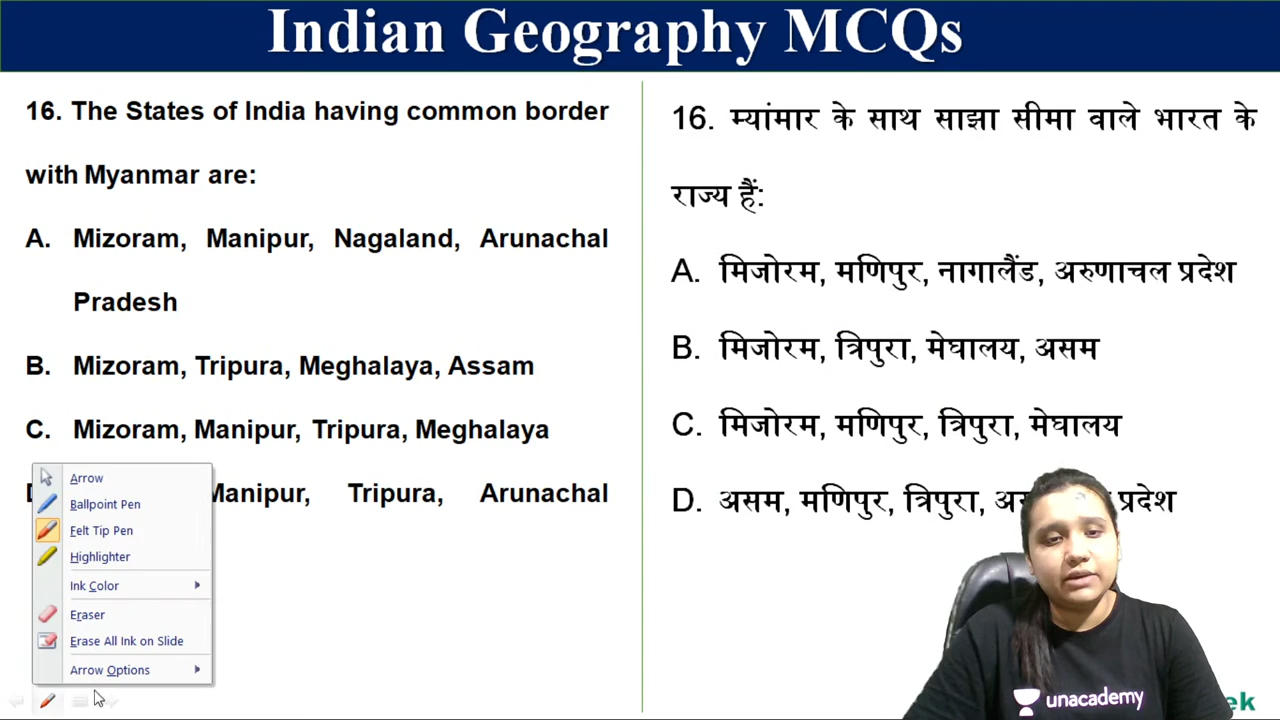 Indian Geography MCQs
16. The States of India having common border
with Myanmar are:
A. Mizoram, Manipur, Nagaland, Arunachal
Pradesh
B. Mizoram, Tripura, Meghalaya, Assam
C. Mizoram, Manipur, Tripura, Meghalaya
Manipur, Tripura, Arunachal
16. म्यांमार के साथ साझा सीमा वाले भारत के
राज्य हैं:
A. मिजोरम, मणिपुर, नागालैंड, अरुणाचल प्रदेश
B. मिजोरम, त्रिपुरा, मेघालय, असम
C. मिजोरम, मणिपुर, त्रिपुरा, मेघालय
D. असम, मणिपुर, त्रिपुरा, प्रदेश
Arrow
Ballpoint Pen
Felt Tip Pen
Highlighter
Ink Color
Eraser
Erase All Ink on Slide
Arrow Options
unacademy